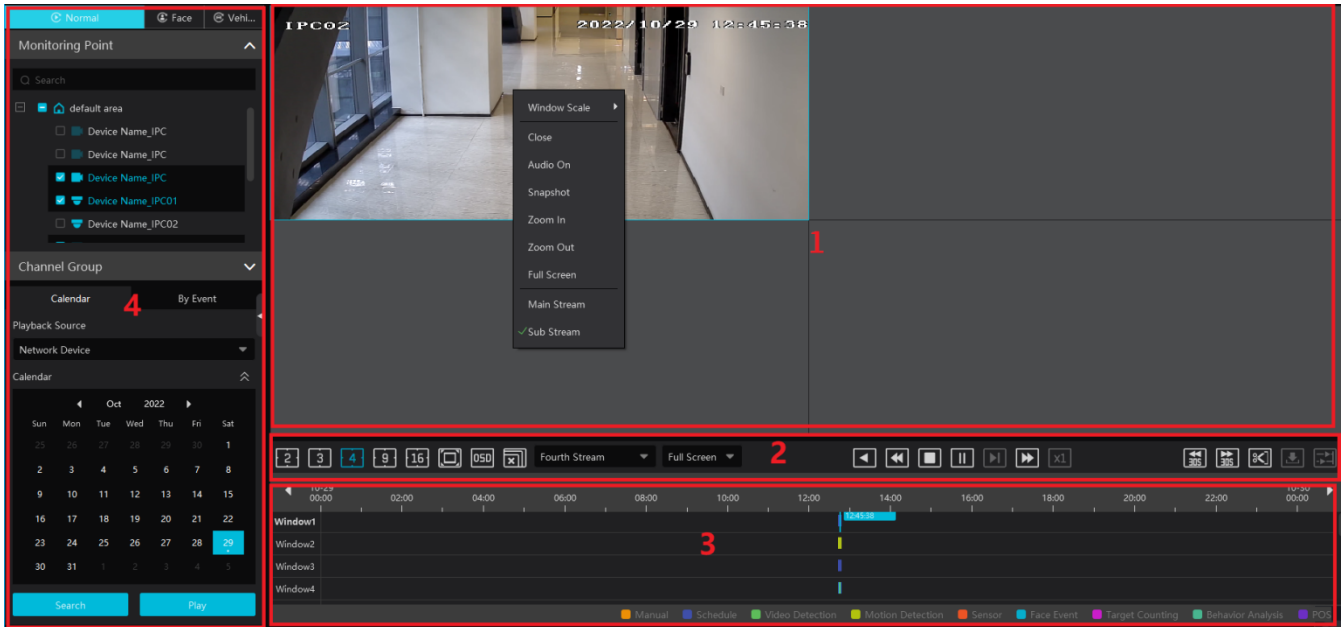 Normal Face Vehi...
Monitoring Point
Search
default area
Device Name_IPC
Device Name_IPC
Device Name_IPC
Device Name_IPC01
Device Name_IPC02
Channel Group
Calendar By Event
4
Playback Source
Network Device
Calendar
Oct 2022
Sun Mon Tue Wed Thu Fri Sat
25 26 27 28 29 30 1
2 3 4 5 6 7 8
9 10 11 12 13 14 15
16 17 18 19 20 21 22
23 24 25 26 27 28 29
30 31 1 2 3 4 5
Search Play
IPC02 2022/10/29 12:45:38
Window Scale
Close
Audio On
Snapshot
Zoom In
Zoom Out
Full Screen
Main Stream
Sub Stream
1
2 3 4 9 16 OSD Fourth Stream Full Screen 2 x1 30S 30S
10-29 10-30
00:00 02:00 04:00 06:00 08:00 10:00 12:00 14:00 16:00 18:00 20:00 22:00 00:00
Window1 12:45:38
Window2
3
Window3
Window4
Manual Schedule Video Detection Motion Detection Sensor Face Event Target Counting Behavior Analysis POS